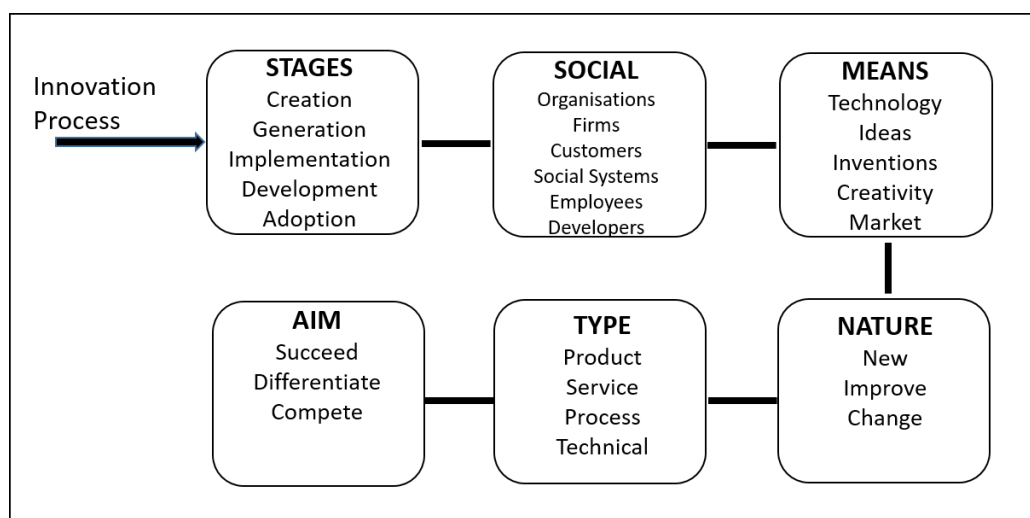 Innovation
Process
STAGES
Creation
Generation
Implementation
Development
Adoption
SOCIAL
Organisations
Firms
Customers
Social Systems
Employees
Developers
MEANS
Technology
Ideas
Inventions
Creativity
Market
AIM
Succeed
Differentiate
Compete
TYPE
Product
Service
Process
Technical
NATURE
New
Improve
Change